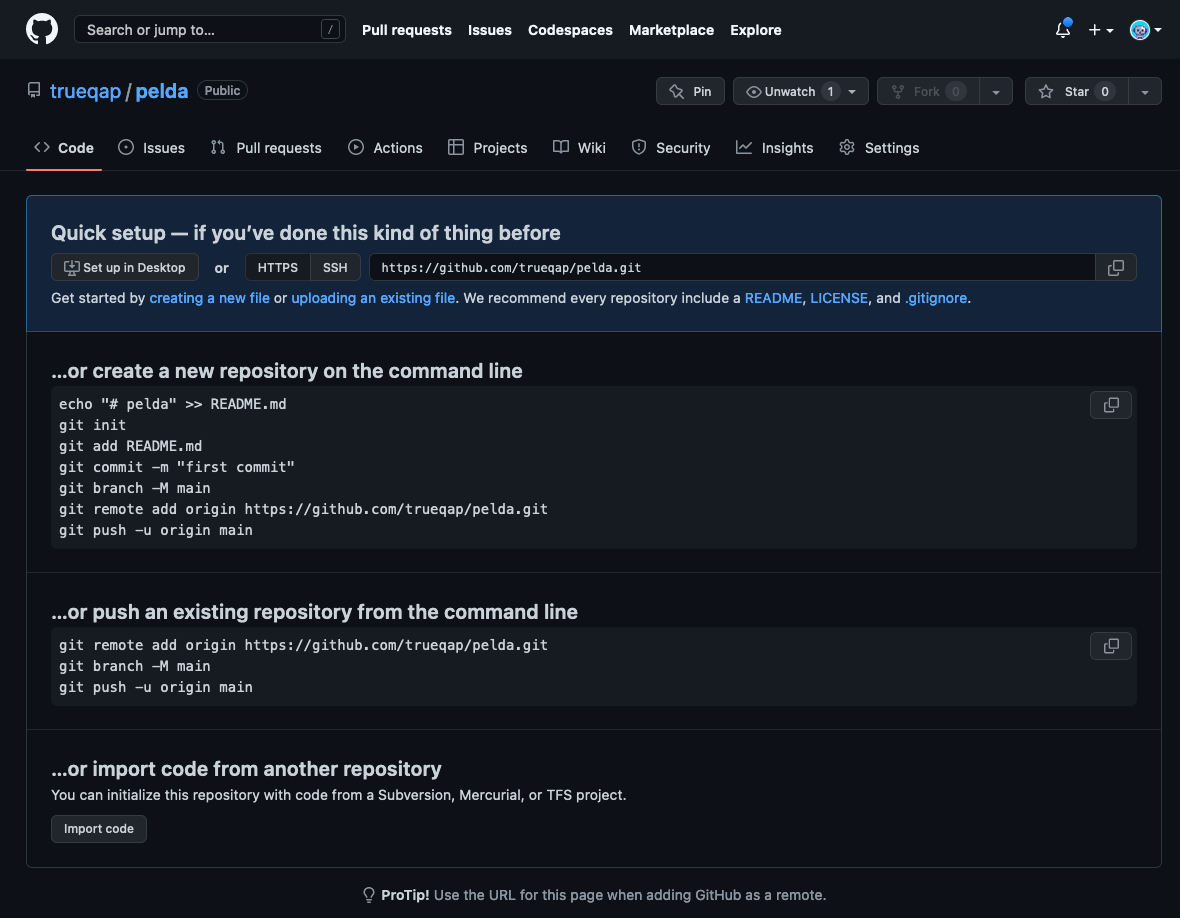 Search or jump to... / Pull requests Issues Codespaces Marketplace Explore
trueqap / pelda Public Pin Unwatch 1 Fork 0 Star 0
Code Issues Pull requests Actions Projects Wiki Security Insights Settings
Quick setup — if you’ve done this kind of thing before
Set up in Desktop or HTTPS SSH https://github.com/trueqap/pelda.git
Get started by creating a new file or uploading an existing file. We recommend every repository include a README, LICENSE, and .gitignore.
…or create a new repository on the command line
echo "# pelda" >> README.md
git init
git add README.md
git commit -m "first commit"
git branch -M main
git remote add origin https://github.com/trueqap/pelda.git
git push -u origin main
…or push an existing repository from the command line
git remote add origin https://github.com/trueqap/pelda.git
git branch -M main
git push -u origin main
…or import code from another repository
You can initialize this repository with code from a Subversion, Mercurial, or TFS project.
Import code
ProTip! Use the URL for this page when adding GitHub as a remote.